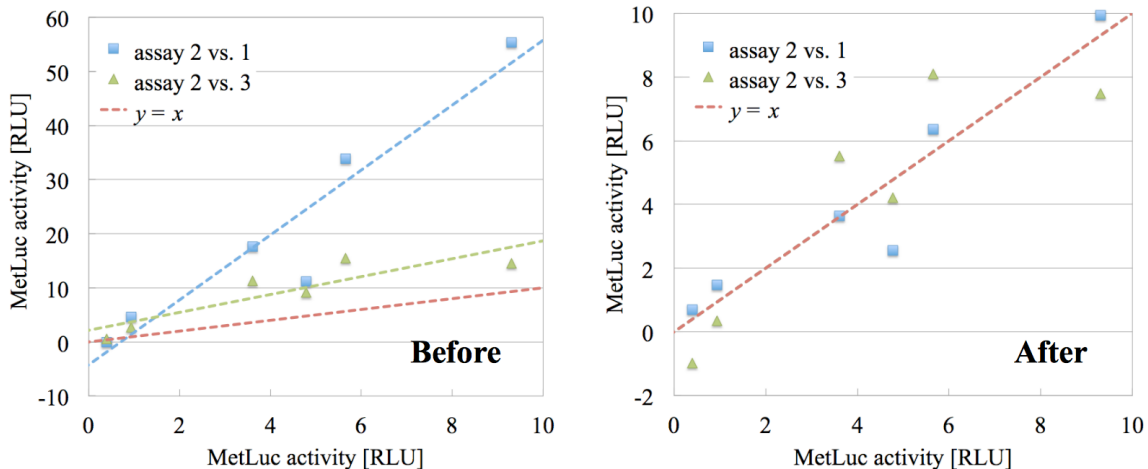 60
50
40
30
20
10
0
-10
MetLuc activity [RLU]
assay 2 vs. 1
assay 2 vs. 3
y = x
Before
0 2 4 6 8 10
MetLuc activity [RLU]
10
8
6
4
2
0
-2
MetLuc activity [RLU]
assay 2 vs. 1
assay 2 vs. 3
y = x
After
0 2 4 6 8 10
MetLuc activity [RLU]